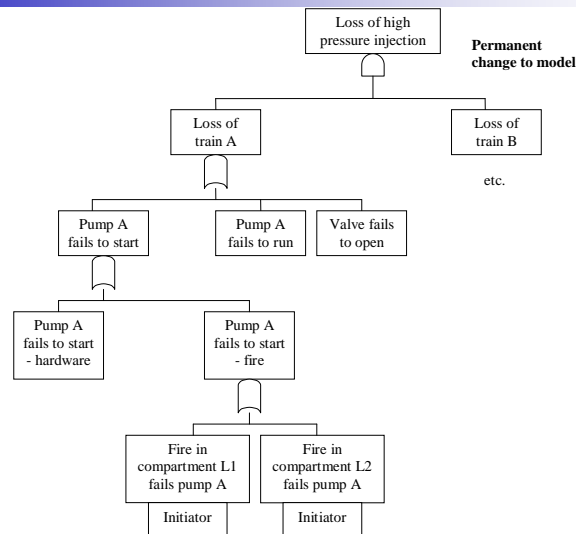 Loss of high
pressure injection
Permanent
change to model
Loss of
train A
Loss of
train B
etc.
Pump A
fails to start
Pump A
fails to run
Valve fails
to open
Pump A
fails to start
- hardware
Pump A
fails to start
- fire
Fire in
compartment L1
fails pump A
Fire in
compartment L2
fails pump A
Initiator
Initiator